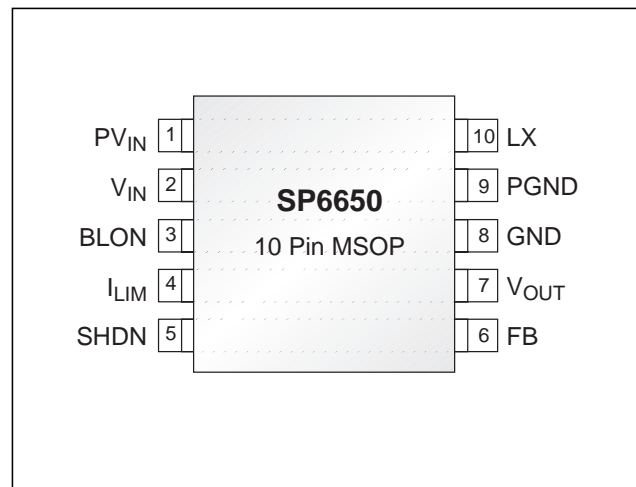 PVIN 1
VIN 2
BLON 3
ILIM 4
SHDN 5
SP6650
10 Pin MSOP
10 LX
9 PGND
8 GND
7 VOUT
6 FB